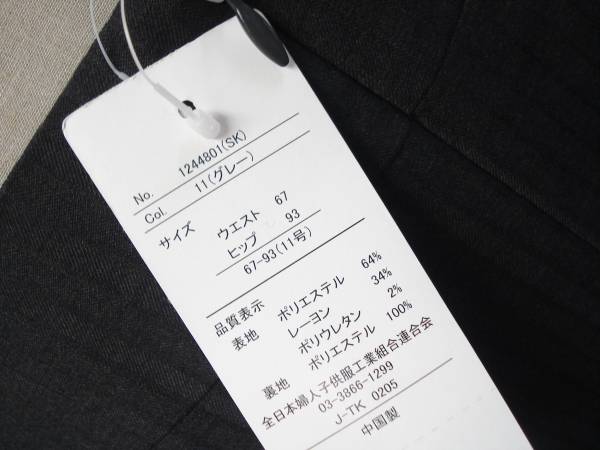 No. 1244801(SK)
Col. 11(グレー)
サイズ ウエスト 67
ヒップ 93
67-93(11号)
品質表示
表地 ポリエステル 64%
レーヨン 34%
ポリウレタン 2%
裏地 ポリエステル 100%
全日本婦人子供服工業組合連合会
03-3866-1299
J-TK 0205
中国製